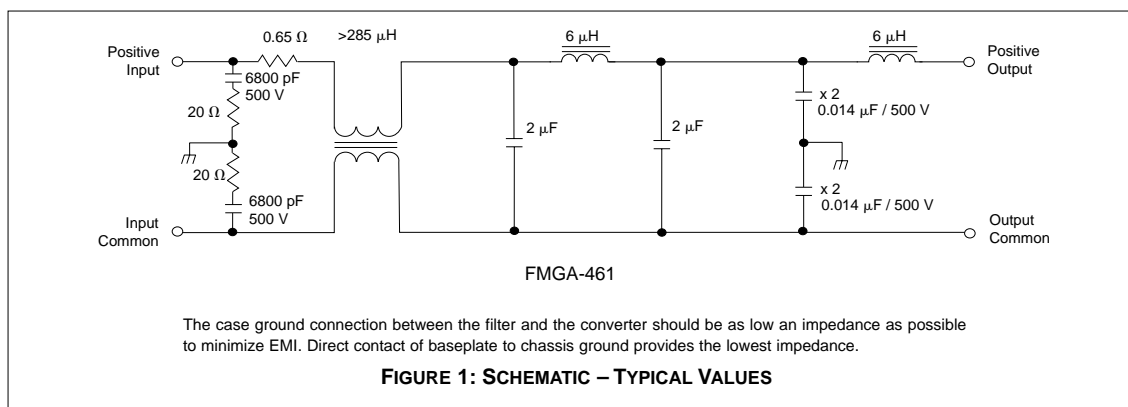 0.65 Ω
>285 μH
6 μH
6 μH
Positive
Input
6800 pF
500 V
20 Ω
20 Ω
6800 pF
500 V
Input
Common
2 μF
2 μF
x 2
0.014 μF / 500 V
x 2
0.014 μF / 500 V
Positive
Output
Output
Common
FMGA-461
The case ground connection between the filter and the converter should be as low an impedance as possible
to minimize EMI. Direct contact of baseplate to chassis ground provides the lowest impedance.
FIGURE 1: SCHEMATIC – TYPICAL VALUES